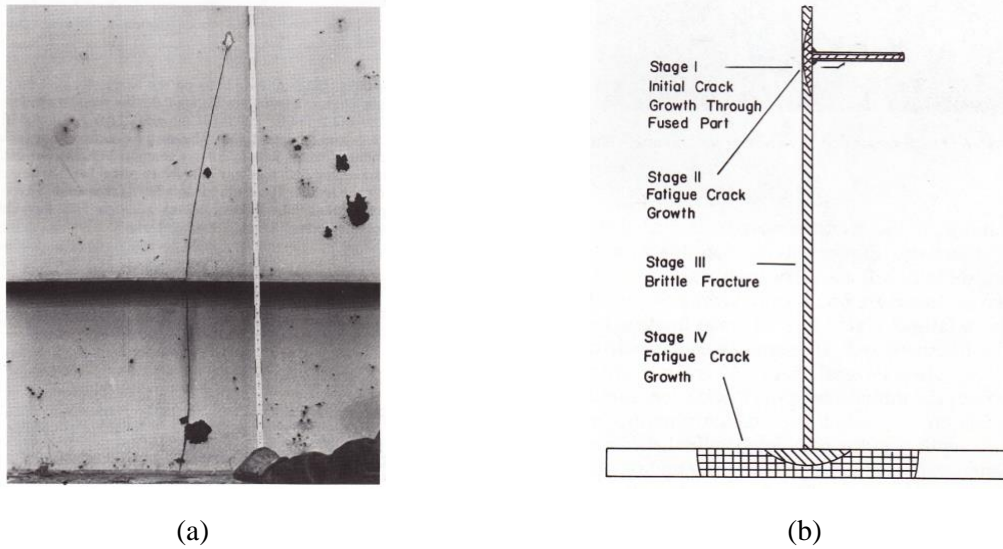 Stage I
Initial Crack
Growth Through
Fused Part
Stage II
Fatigue Crack
Growth
Stage III
Brittle Fracture
Stage IV
Fatigue Crack
Growth
(a)
(b)